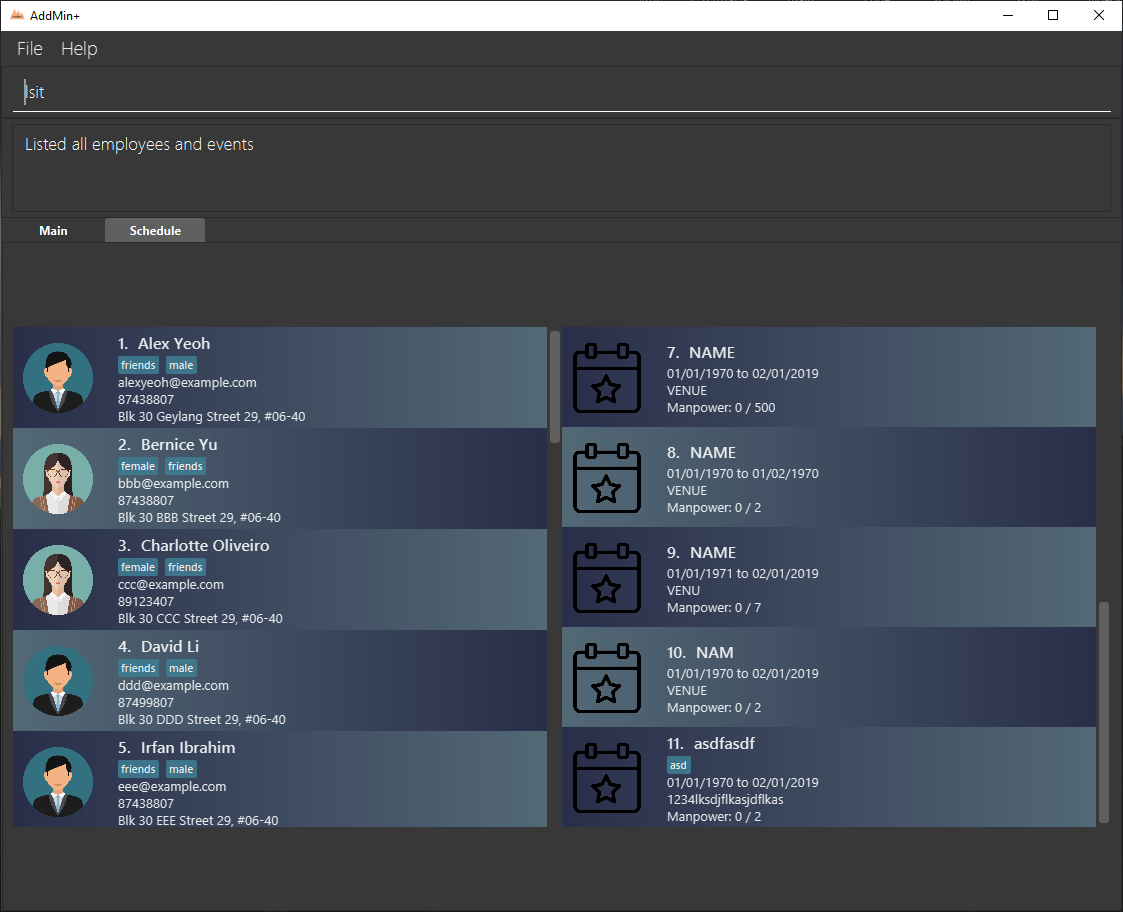 AddMin+
File Help
lsit
Listed all employees and events
Main Schedule
1. Alex Yeoh
friends male
alexyeoh@example.com
87438807
Blk 30 Geylang Street 29, #06-40
2. Bernice Yu
female friends
bbb@example.com
87438807
Blk 30 BBB Street 29, #06-40
3. Charlotte Oliveiro
female friends
ccc@example.com
89123407
Blk 30 CCC Street 29, #06-40
4. David Li
friends male
ddd@example.com
87499807
Blk 30 DDD Street 29, #06-40
5. Irfan Ibrahim
friends male
eee@example.com
87438807
Blk 30 EEE Street 29, #06-40
7. NAME
01/01/1970 to 02/01/2019
VENUE
Manpower: 0 / 500
8. NAME
01/01/1970 to 01/02/1970
VENUE
Manpower: 0 / 2
9. NAME
01/01/1971 to 02/01/2019
VENU
Manpower: 0 / 7
10. NAM
01/01/1970 to 02/01/2019
VENUE
Manpower: 0 / 2
11. asdfasdf
asd
01/01/1970 to 02/01/2019
1234lksdjflkasjdflkas
Manpower: 0 / 2